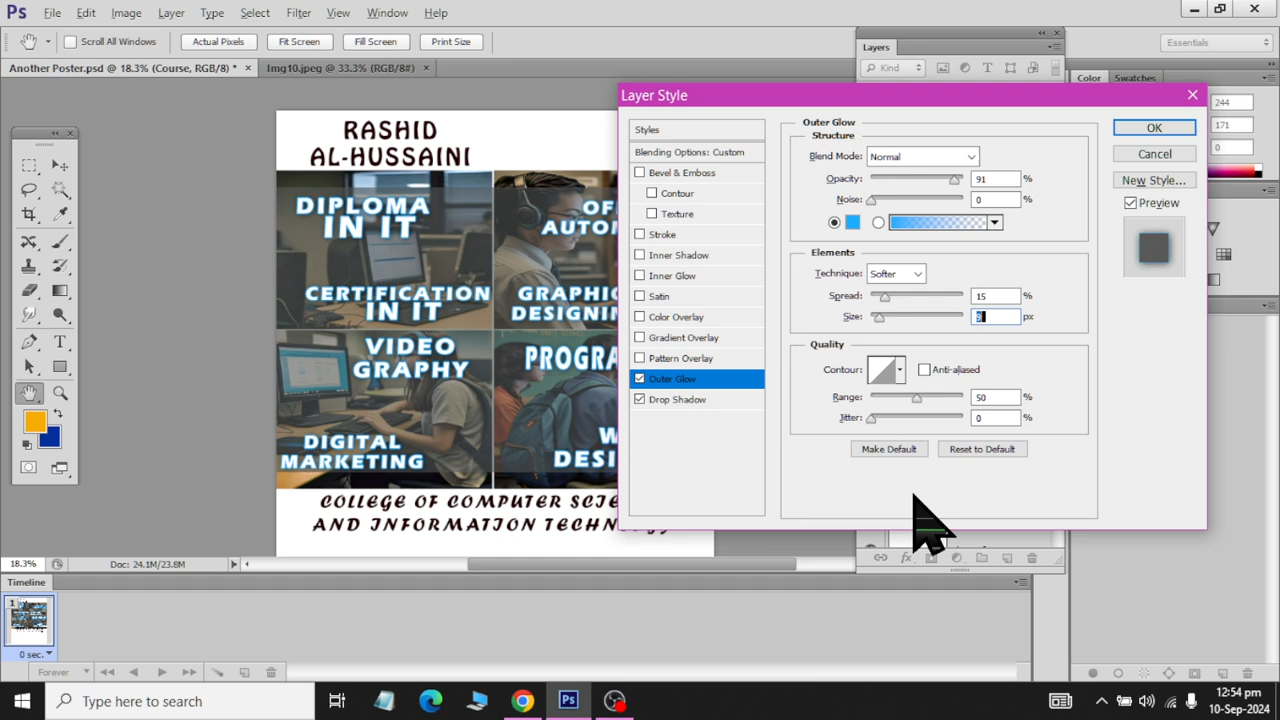 Ps File Edit Image Layer Type Select Filter View Window Help
Scroll All Windows Actual Pixels Fit Screen Fill Screen Print Size
Essentials
Another Poster.psd @ 18.3% (Course, RGB/8) * × Img10.jpeg @ 33.3% (RGB/8#) ×
Layers
Kind
Color Swatches
244
171
0
RASHID
AL-HUSSAINI
DIPLOMA
IN IT
CERTIFICATION
IN IT
GRAPHIC
DESIGNIN
VIDEO
GRAPHY
PROGRA
DIGITAL
MARKETING
DESI
COLLEGE OF COMPUTER SCIE
AND INFORMATION TECHNOLOGY
Layer Style
Styles
Blending Options: Custom
Bevel & Emboss
Contour
Texture
Stroke
Inner Shadow
Inner Glow
Satin
Color Overlay
Gradient Overlay
Pattern Overlay
Outer Glow
Drop Shadow
Outer Glow
Structure
Blend Mode: Normal
Opacity: 91 %
Noise: 0 %
Elements
Technique: Softer
Spread: 15 %
Size: px
Quality
Contour: Anti-aliased
Range: 50 %
Jitter: 0 %
Make Default Reset to Default
OK
Cancel
New Style...
Preview
18.3% Doc: 24.1M/23.8M
fx
Timeline
1
0 sec.
Forever
Type here to search
Ps
12:54 pm
10-Sep-2024